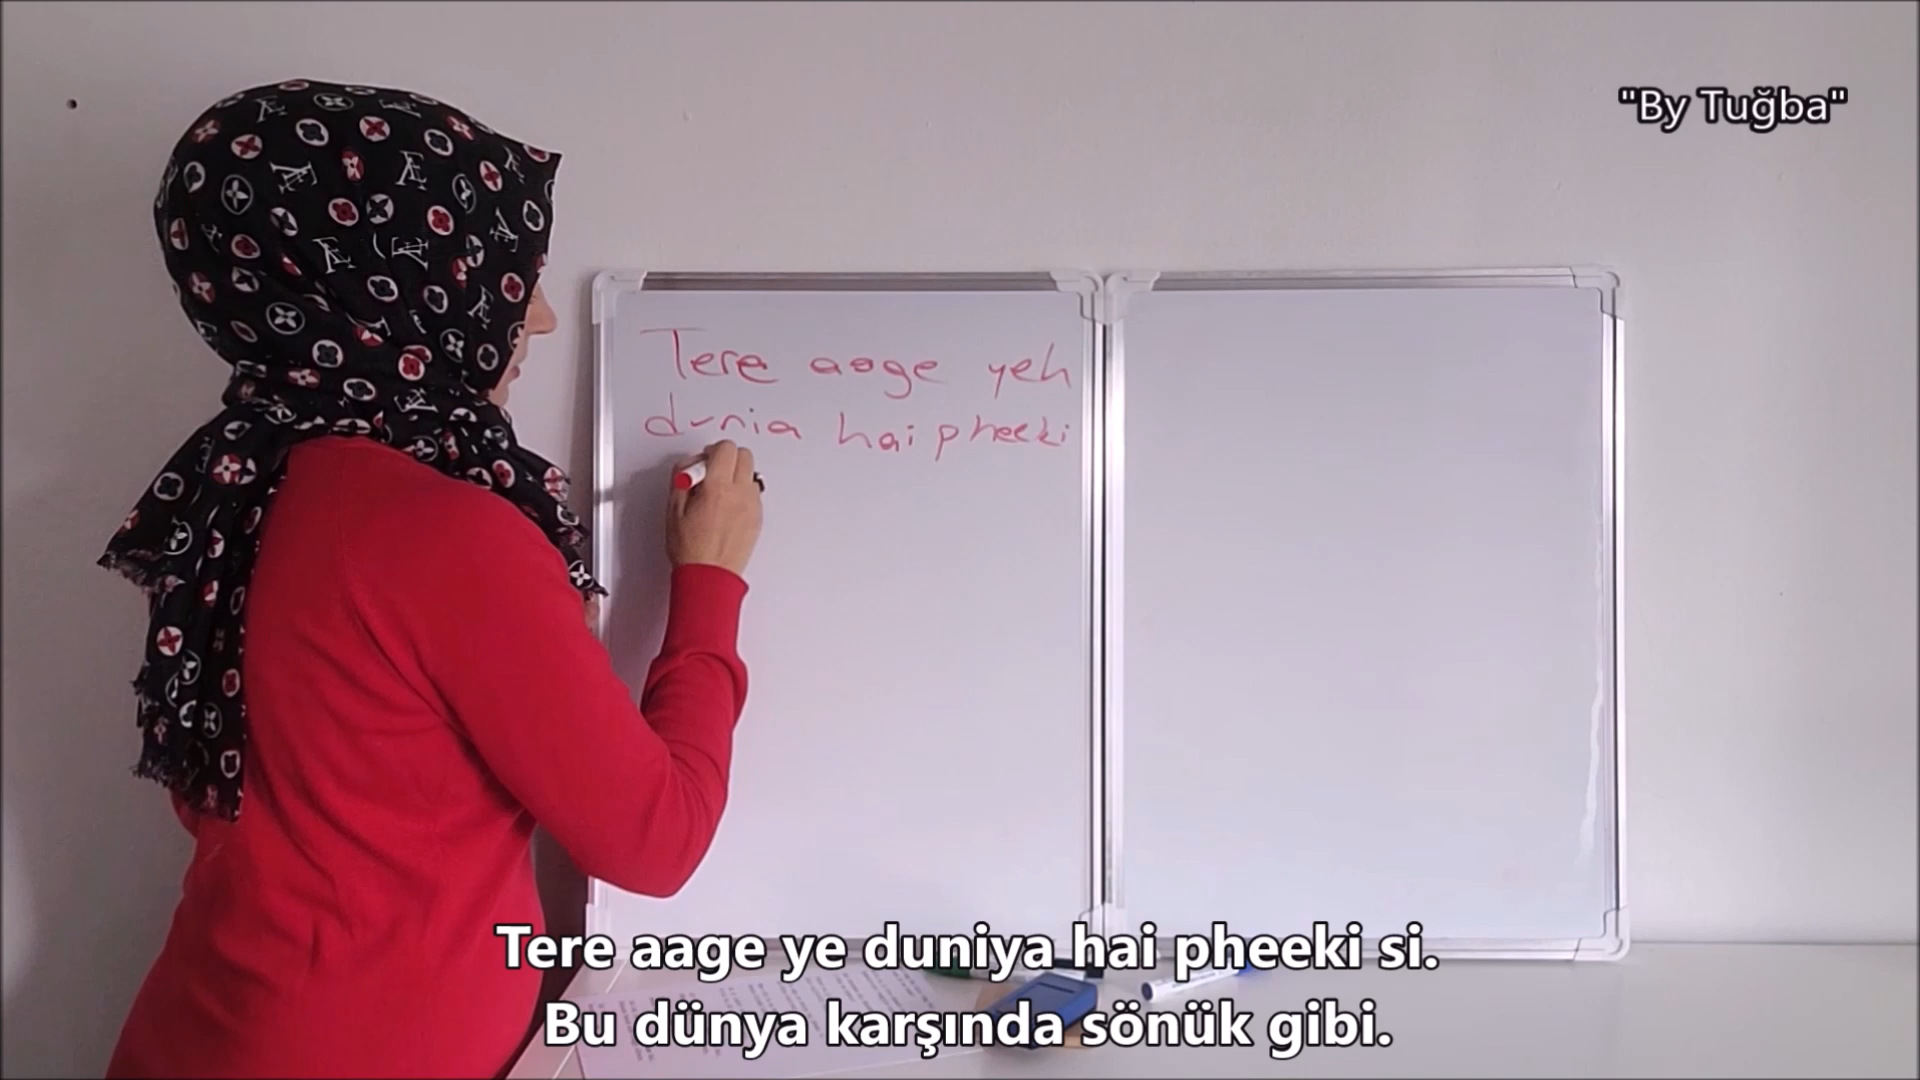 "By Tuğba"
Tere aage yeh
dunia hai pheeki
Tere aage ye duniya hai pheeki si.
Bu dünya karşında sönük gibi.